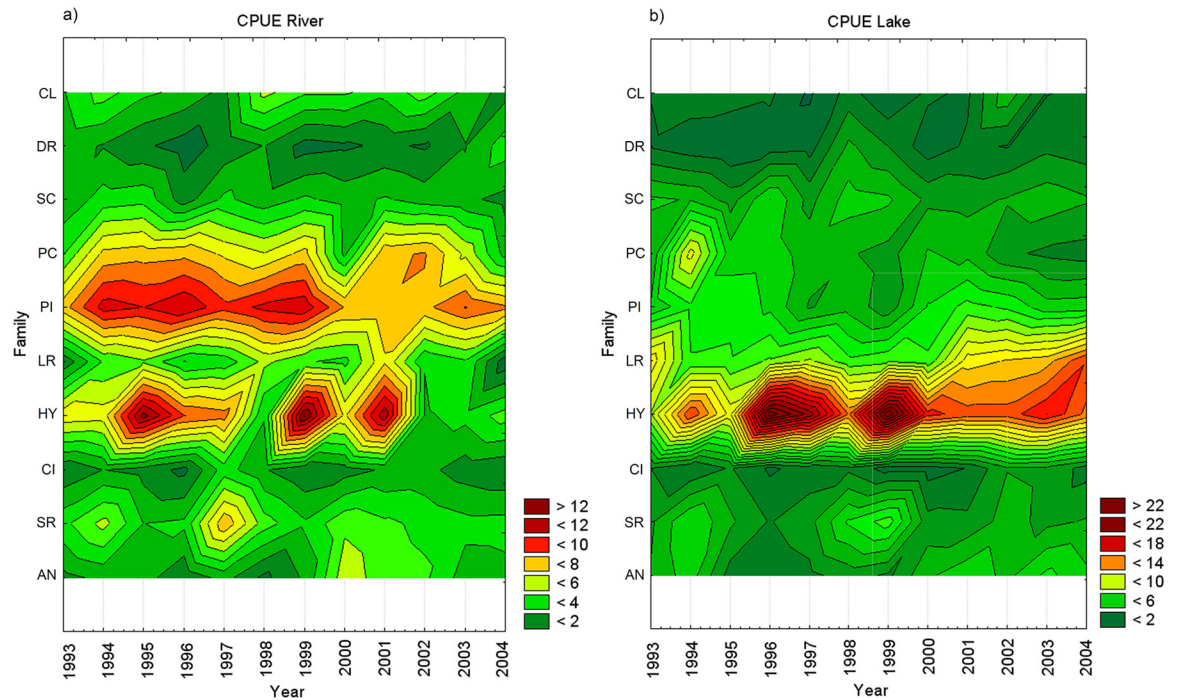 a)
CPUE River
CL
DR
SC
PC
PI
LR
HY
CI
SR
AN
Family
1993 1994 1995 1996 1997 1998 1999 2000 2001 2002 2003 2004
Year
> 12
< 12
< 10
< 8
< 6
< 4
< 2
b)
CPUE Lake
CL
DR
SC
PC
PI
LR
HY
CI
SR
AN
Family
1993 1994 1995 1996 1997 1998 1999 2000 2001 2002 2003 2004
Year
> 22
< 22
< 18
< 14
< 10
< 6
< 2